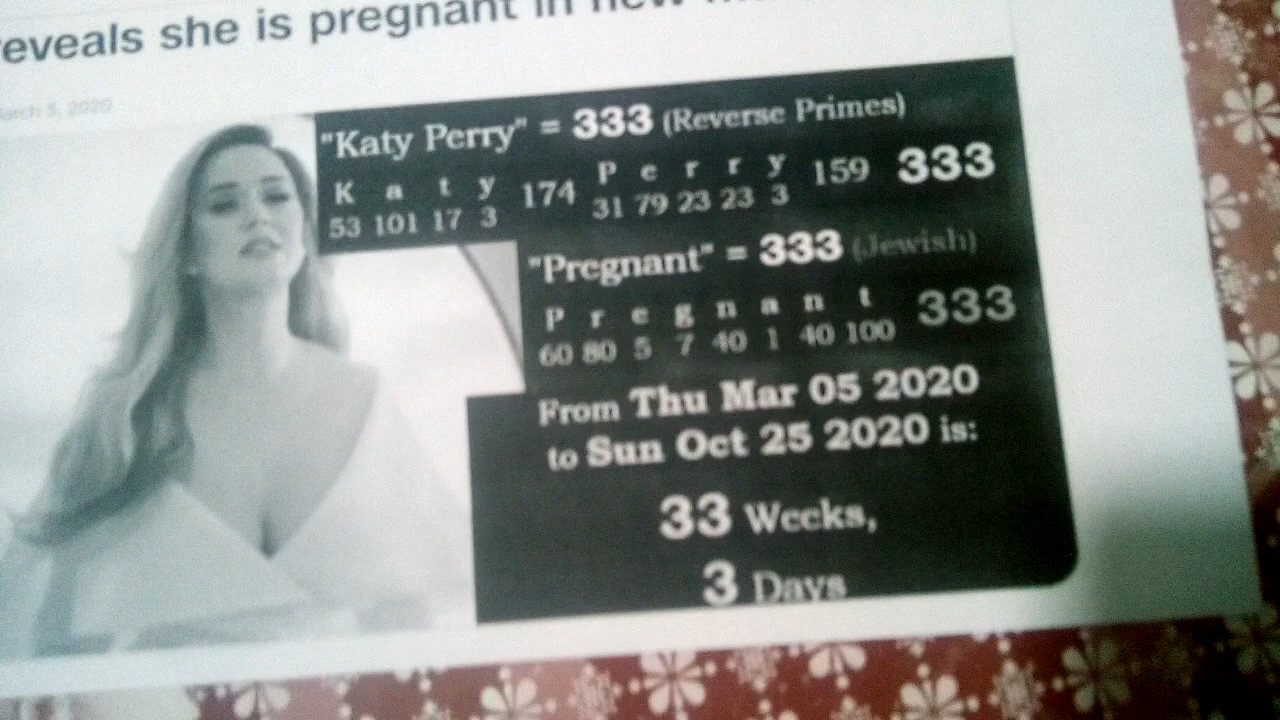 reveals she is pregnant in new
March 5, 2020
"Katy Perry" = 333 (Reverse Primes)
K a t y 174 P e r r y 159 333
53 101 17 3 31 79 23 23 3
"Pregnant" = 333 (Jewish)
P r e g n a n t 333
60 80 5 7 40 1 40 100
From Thu Mar 05 2020
to Sun Oct 25 2020 is:
33 Weeks,
3 Days